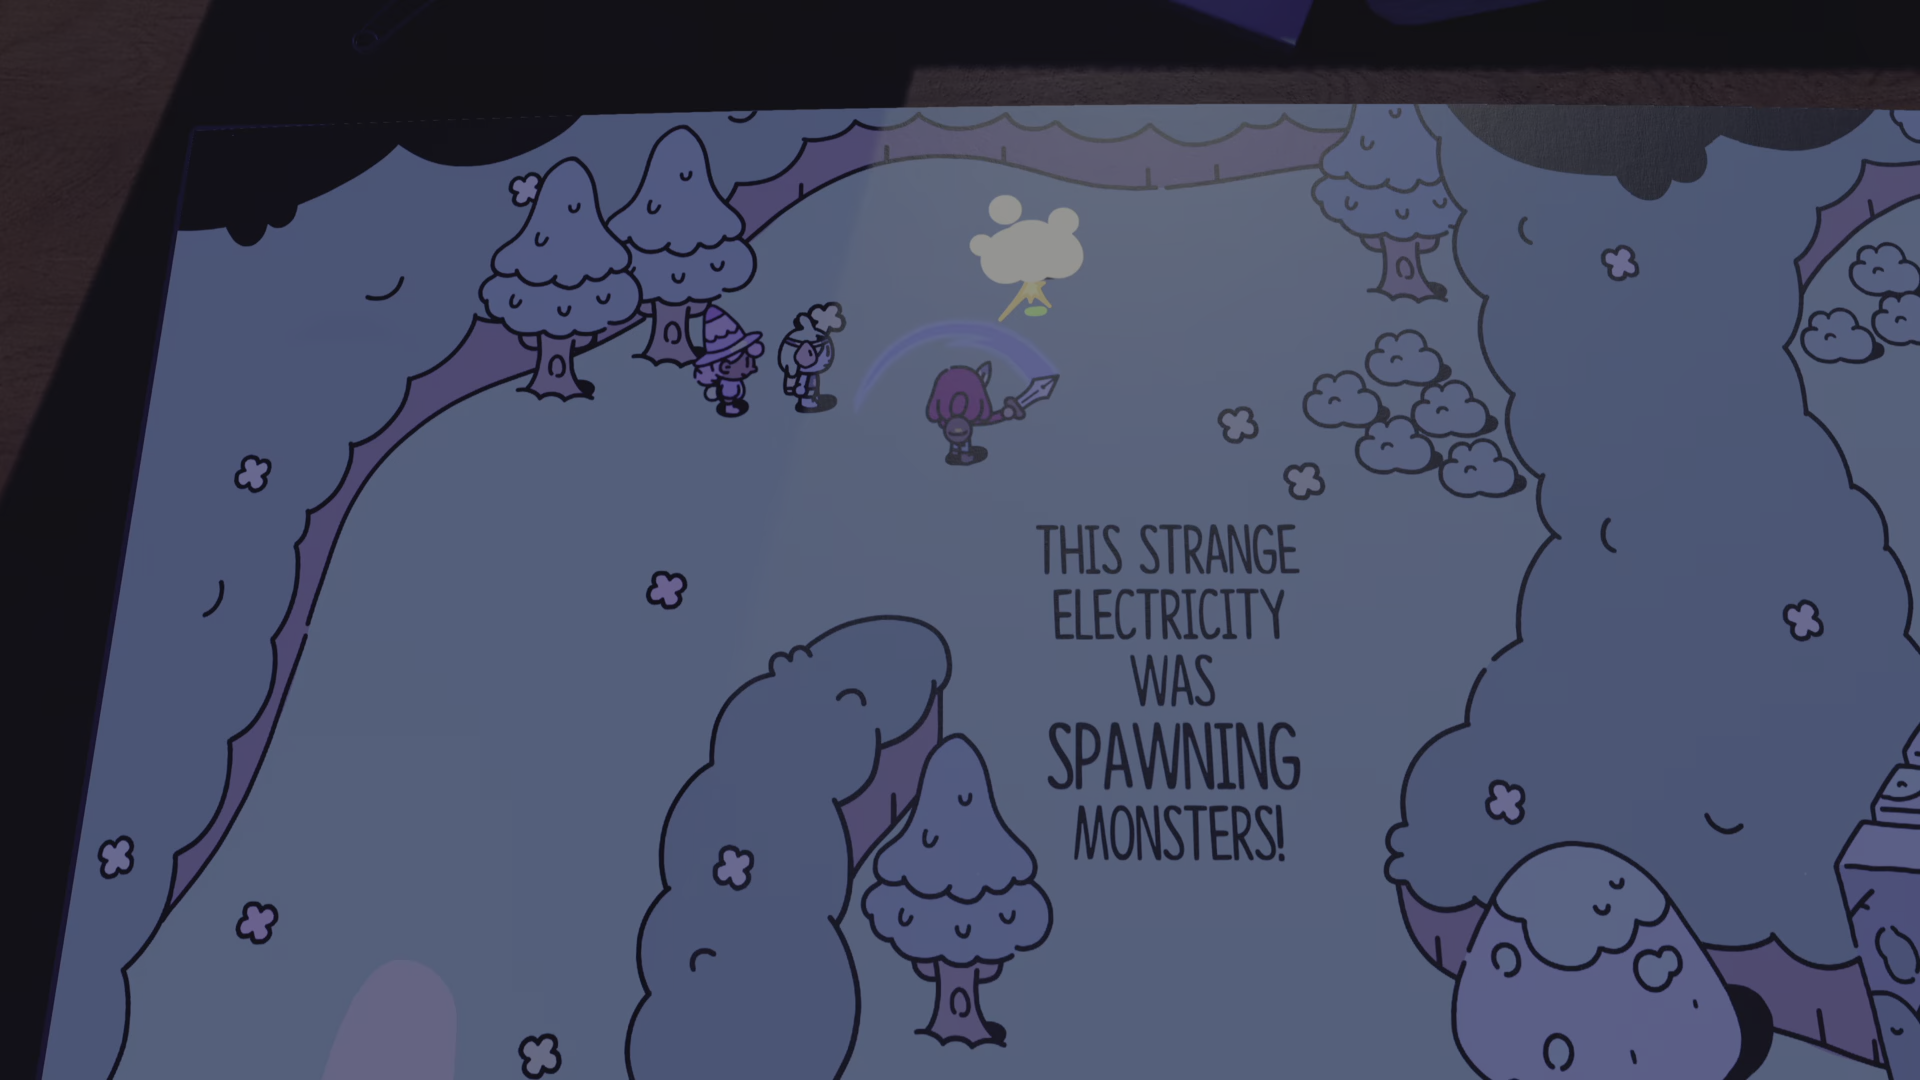 THIS STRANGE
ELECTRICITY
WAS
SPAWNING
MONSTERS!